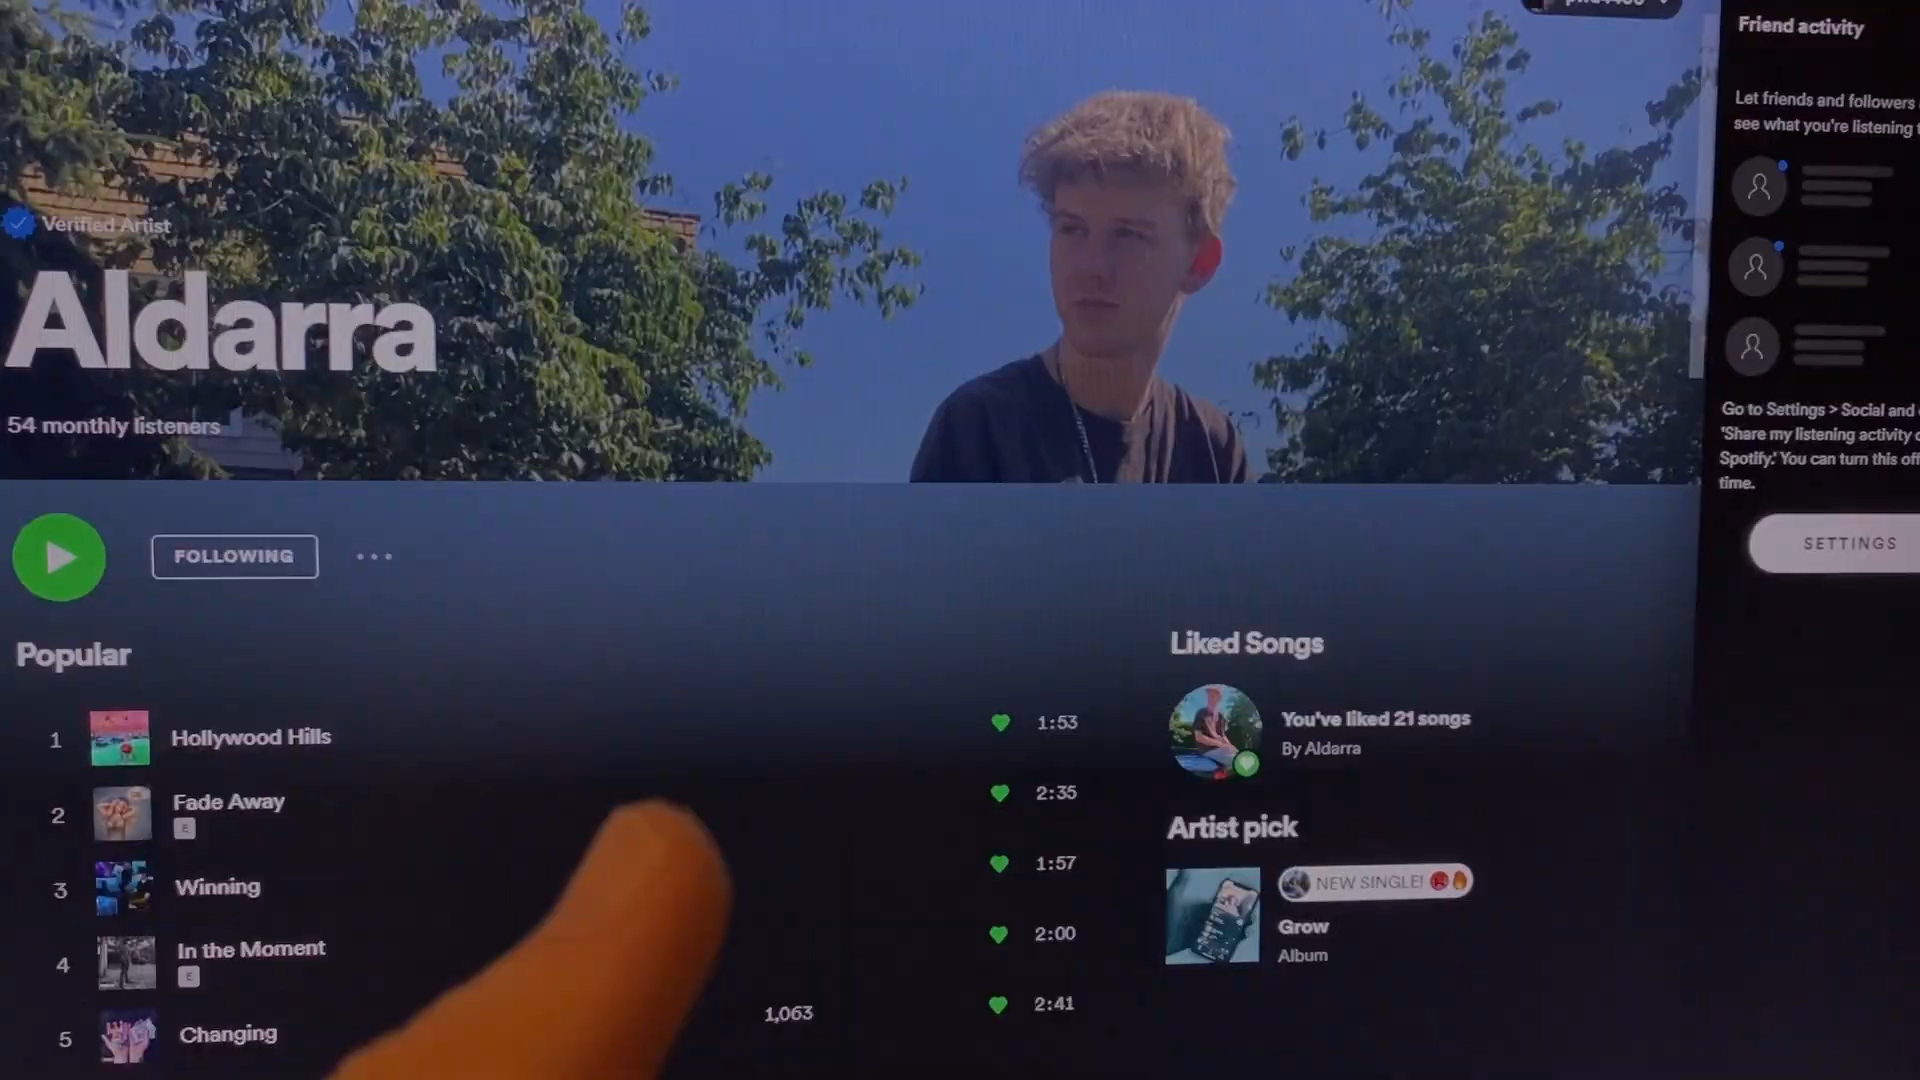 Friend activity
Let friends and followers
see what you're listening
Verified Artist
Aldarra
54 monthly listeners
Go to Settings > Social and
'Share my listening activity
Spotify.' You can turn this off
time.
SETTINGS
FOLLOWING
Popular
1 Hollywood Hills 1:53
2 Fade Away 2:35
E
3 Winning 1:57
4 In the Moment 2:00
E
5 Changing 1,063 2:41
Liked Songs
You've liked 21 songs
By Aldarra
Artist pick
NEW SINGLE!
Grow
Album